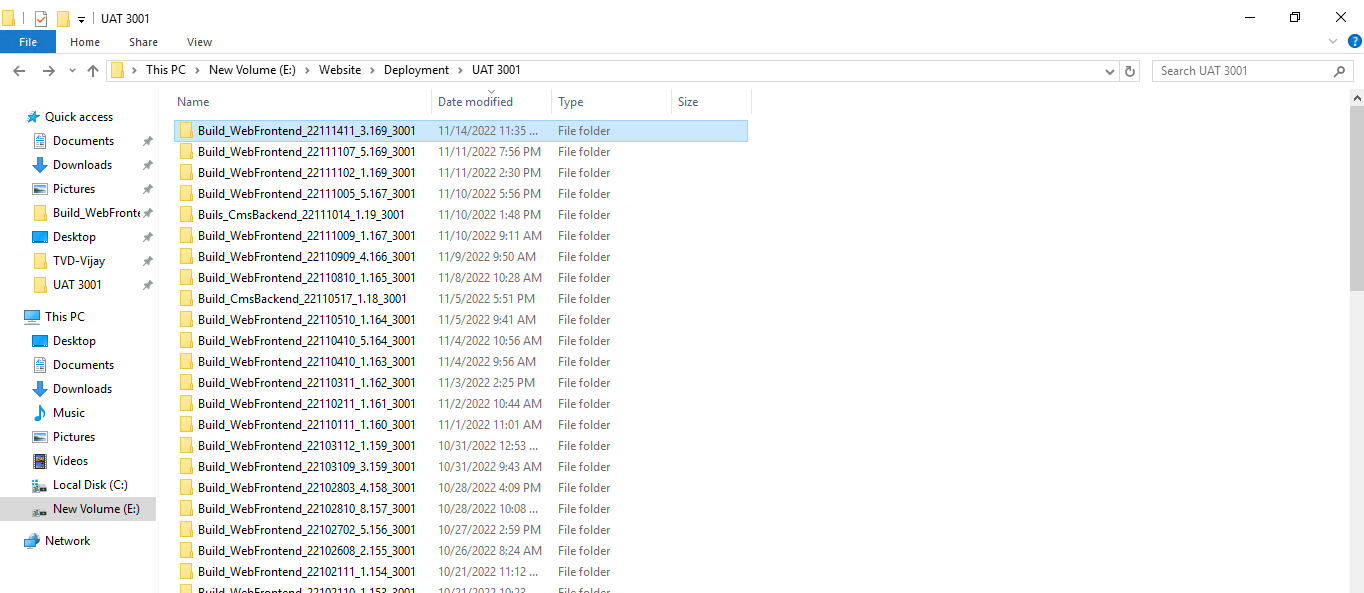 UAT 3001
File Home Share View
This PC New Volume (E:) Website Deployment UAT 3001 Search UAT 3001
Name Date modified Type Size
Quick access
Documents
Downloads
Pictures
Build_WebFronte
Desktop
TVD-Vijay
UAT 3001
This PC
Desktop
Documents
Downloads
Music
Pictures
Videos
Local Disk (C:)
New Volume (E:)
Network
Build_WebFrontend_22111411_3.169_3001 11/14/2022 11:35 ... File folder
Build_WebFrontend_22111107_5.169_3001 11/11/2022 7:56 PM File folder
Build_WebFrontend_22111102_1.169_3001 11/11/2022 2:30 PM File folder
Build_WebFrontend_22111005_5.167_3001 11/10/2022 5:56 PM File folder
Buils_CmsBackend_22111014_1.19_3001 11/10/2022 1:48 PM File folder
Build_WebFrontend_22111009_1.167_3001 11/10/2022 9:11 AM File folder
Build_WebFrontend_22110909_4.166_3001 11/9/2022 9:50 AM File folder
Build_WebFrontend_22110810_1.165_3001 11/8/2022 10:28 AM File folder
Build_CmsBackend_22110517_1.18_3001 11/5/2022 5:51 PM File folder
Build_WebFrontend_22110510_1.164_3001 11/5/2022 9:41 AM File folder
Build_WebFrontend_22110410_5.164_3001 11/4/2022 10:56 AM File folder
Build_WebFrontend_22110410_1.163_3001 11/4/2022 9:56 AM File folder
Build_WebFrontend_22110311_1.162_3001 11/3/2022 2:25 PM File folder
Build_WebFrontend_22110211_1.161_3001 11/2/2022 10:44 AM File folder
Build_WebFrontend_22110111_1.160_3001 11/1/2022 11:01 AM File folder
Build_WebFrontend_22103112_1.159_3001 10/31/2022 12:53 ... File folder
Build_WebFrontend_22103109_3.159_3001 10/31/2022 9:43 AM File folder
Build_WebFrontend_22102803_4.158_3001 10/28/2022 4:09 PM File folder
Build_WebFrontend_22102810_8.157_3001 10/28/2022 10:08 ... File folder
Build_WebFrontend_22102702_5.156_3001 10/27/2022 2:59 PM File folder
Build_WebFrontend_22102608_2.155_3001 10/26/2022 8:24 AM File folder
Build_WebFrontend_22102111_1.154_3001 10/21/2022 11:12 ... File folder
Build_WebFrontend_22102110_1.153_3001 10/21/2022 10:23 ... File folder